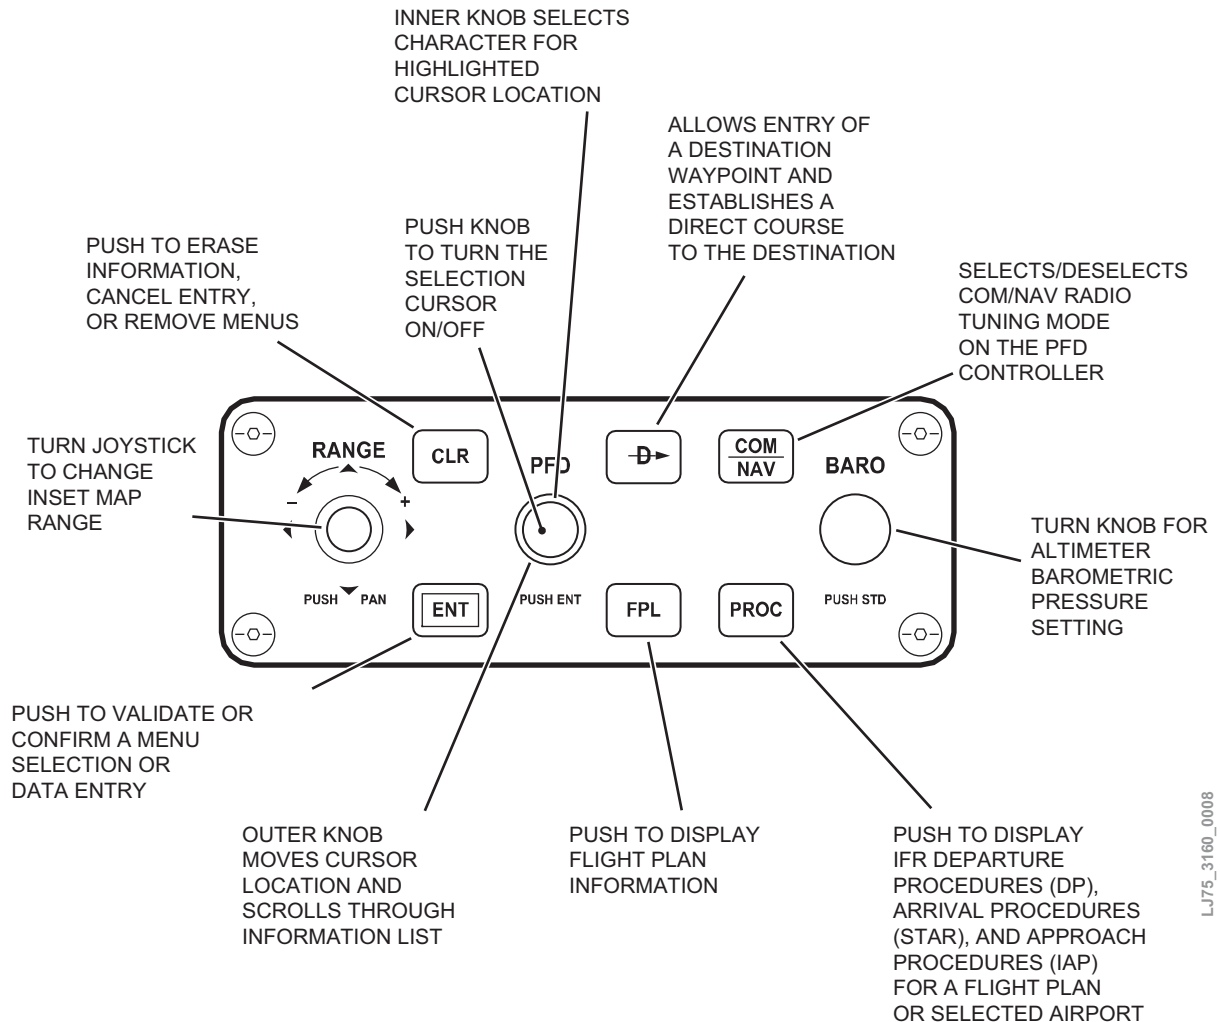 INNER KNOB SELECTS
CHARACTER FOR
HIGHLIGHTED
CURSOR LOCATION
ALLOWS ENTRY OF
A DESTINATION
WAYPOINT AND
ESTABLISHES A
DIRECT COURSE
TO THE DESTINATION
PUSH KNOB
TO TURN THE
SELECTION
CURSOR
ON/OFF
PUSH TO ERASE
INFORMATION,
CANCEL ENTRY,
OR REMOVE MENUS
SELECTS/DESELECTS
COM/NAV RADIO
TUNING MODE
ON THE PFD
CONTROLLER
TURN JOYSTICK
TO CHANGE
INSET MAP
RANGE
RANGE
- +
CLR
PFD
D
COM
NAV
BARO
PUSH PAN
ENT
PUSH ENT
FPL
PROC
PUSH STD
TURN KNOB FOR
ALTIMETER
BAROMETRIC
PRESSURE
SETTING
PUSH TO VALIDATE OR
CONFIRM A MENU
SELECTION OR
DATA ENTRY
OUTER KNOB
MOVES CURSOR
LOCATION AND
SCROLLS THROUGH
INFORMATION LIST
PUSH TO DISPLAY
FLIGHT PLAN
INFORMATION
PUSH TO DISPLAY
IFR DEPARTURE
PROCEDURES (DP),
ARRIVAL PROCEDURES
(STAR), AND APPROACH
PROCEDURES (IAP)
FOR A FLIGHT PLAN
OR SELECTED AIRPORT
LJ75_3160_0008